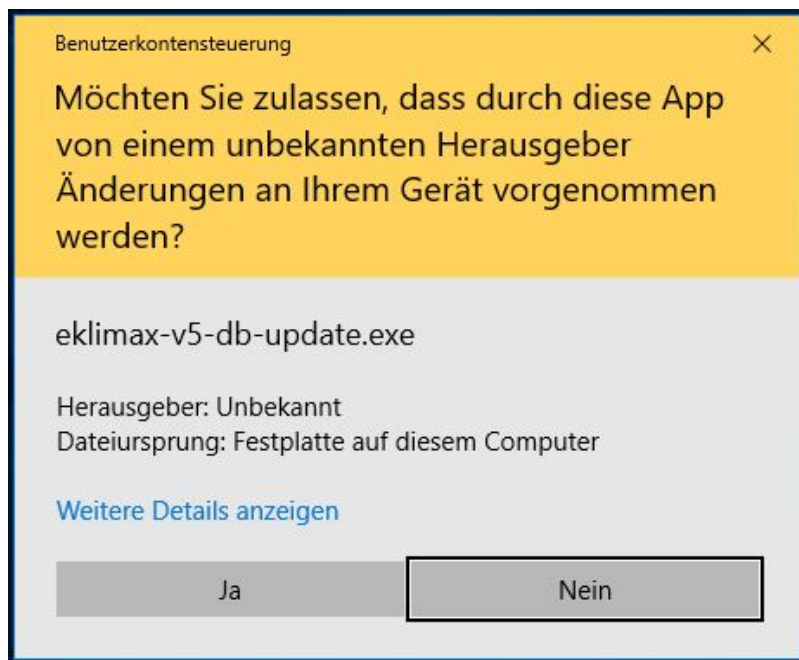 Benutzerkontensteuerung
Möchten Sie zulassen, dass durch diese App
von einem unbekannten Herausgeber
Änderungen an Ihrem Gerät vorgenommen
werden?
eklimax-v5-db-update.exe
Herausgeber: Unbekannt
Dateiursprung: Festplatte auf diesem Computer
Weitere Details anzeigen
Ja Nein